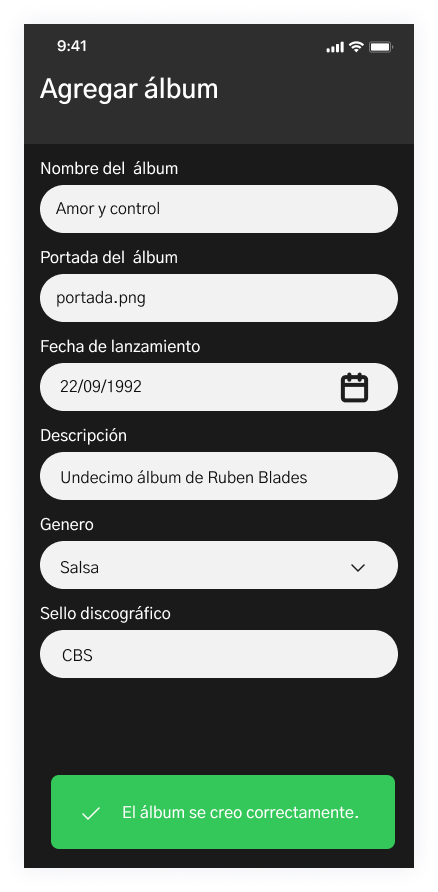 9:41
Agregar álbum
Nombre del  álbum
Amor y control
Portada del  álbum
portada.png
Fecha de lanzamiento
22/09/1992
Descripción
Undecimo álbum de Ruben Blades
Genero
Salsa
Sello discográfico
CBS
El álbum se creo correctamente.